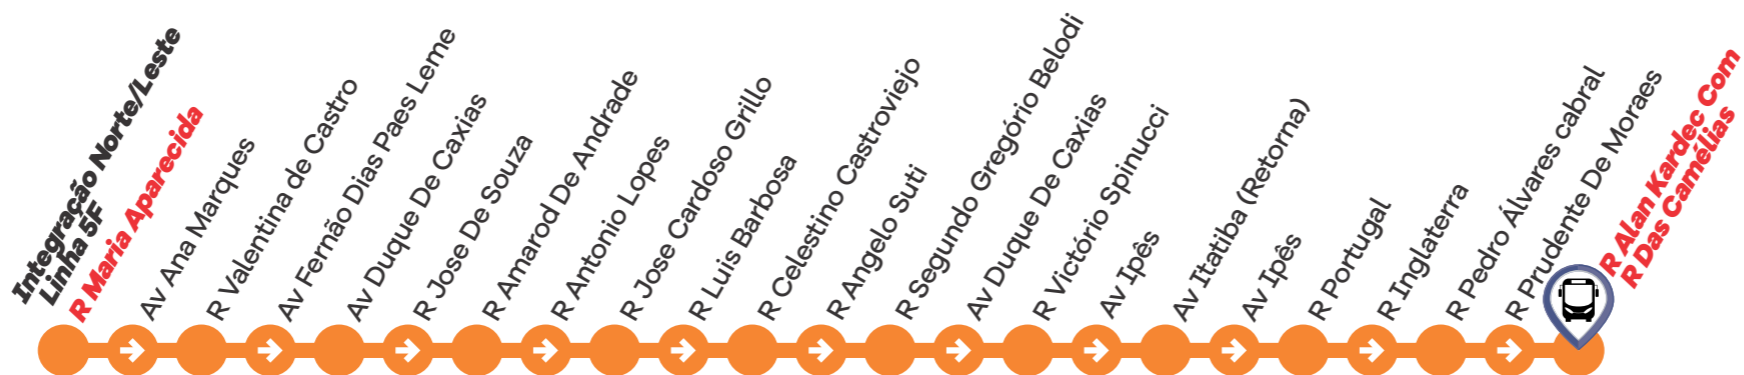 Integração Norte/Leste
Linha 5F
R Maria Aparecida
Av Ana Marques
R Valentina de Castro
Av Fernão Dias Paes Leme
Av Duque De Caxias
R Jose De Souza
R Amarod De Andrade
R Antonio Lopes
R Jose Cardoso Grillo
R Luis Barbosa
R Celestino Castroviejo
R Angelo Suti
R Segundo Gregório Belodi
Av Duque De Caxias
R Victório Spinucci
Av Ipês
Av Itatiba (Retorna)
Av Ipês
R Portugal
R Inglaterra
R Pedro Álvares cabral
R Prudente De Moraes
R Alan Kardec Com
R Das Camélias